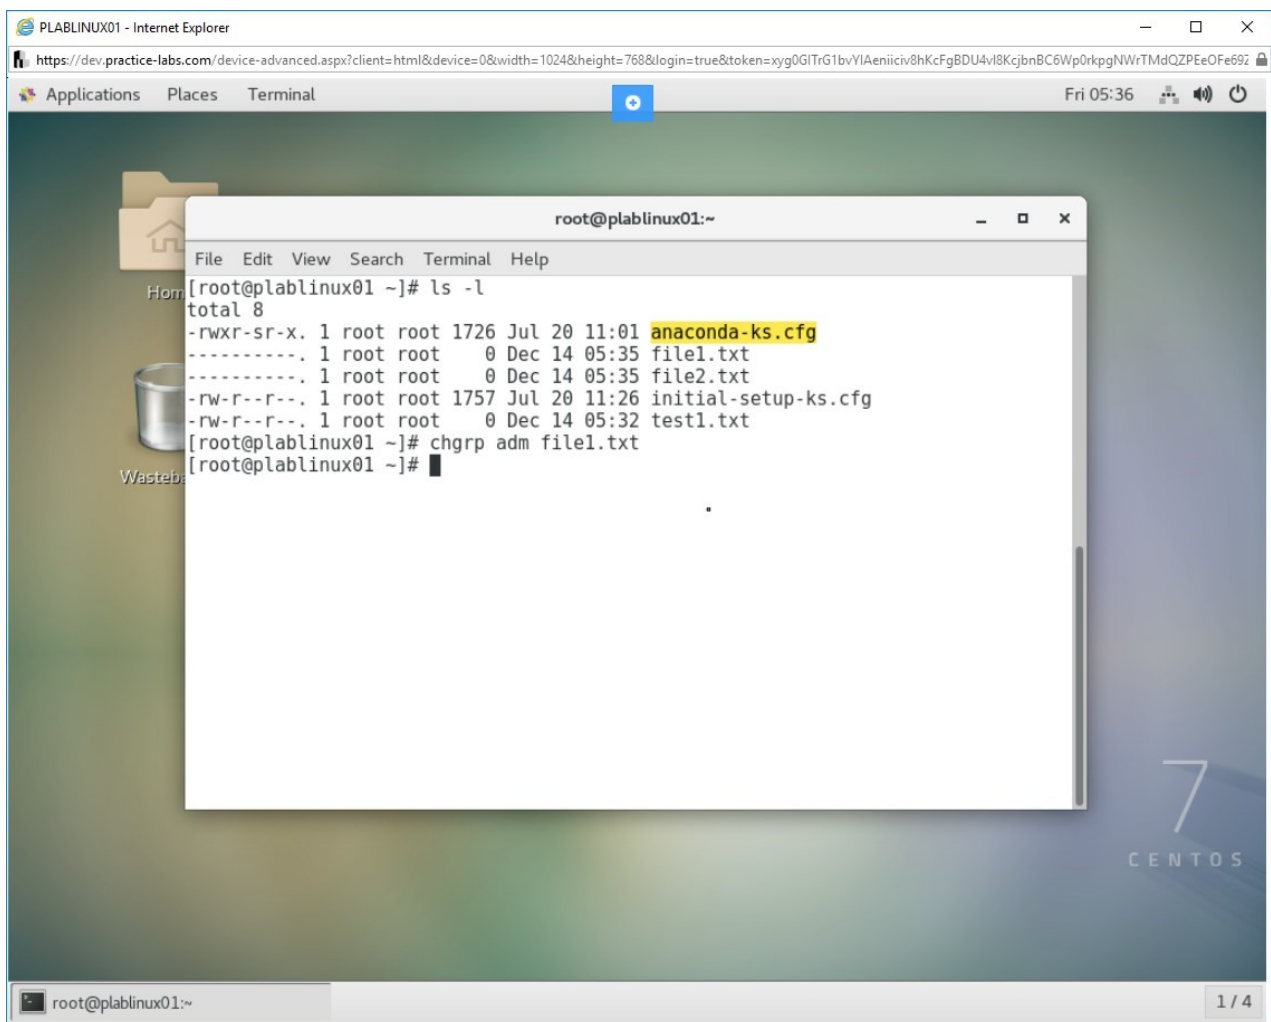 PLABLINUX01 - Internet Explorer
https://dev.practice-labs.com/device-advanced.aspx?client=html&device=0&width=1024&height=768&login=true&token=xyg0GlTrG1bvYlAeniiciv8hKcFgBDU4vl8KcjbnBC6Wp0rkpgNWrTMdQZPEeOFe69Z
Applications Places Terminal Fri 05:36
root@plablinux01:~
File Edit View Search Terminal Help
[root@plablinux01 ~]# ls -l
total 8
-rwxr-sr-x. 1 root root 1726 Jul 20 11:01 anaconda-ks.cfg
----------. 1 root root    0 Dec 14 05:35 file1.txt
----------. 1 root root    0 Dec 14 05:35 file2.txt
-rw-r--r--. 1 root root 1757 Jul 20 11:26 initial-setup-ks.cfg
-rw-r--r--. 1 root root    0 Dec 14 05:32 test1.txt
[root@plablinux01 ~]# chgrp adm file1.txt
[root@plablinux01 ~]#
Hom
Wasteb
7
CENTOS
root@plablinux01:~
1 / 4